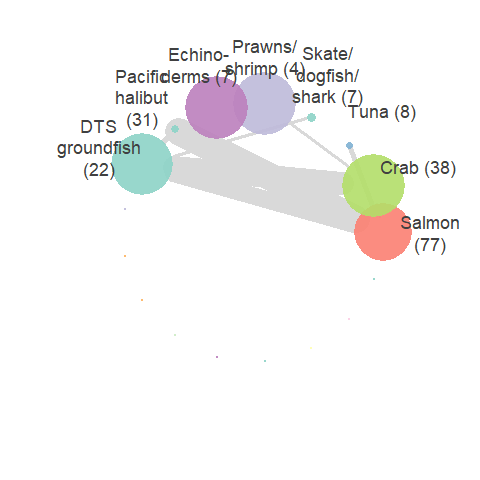 Echino-
derms (7)
Prawns/
shrimp (4)
Skate/
dogfish/
shark (7)
Pacific
halibut
(31)
Tuna (8)
DTS
groundfish
(22)
Crab (38)
Salmon
(77)